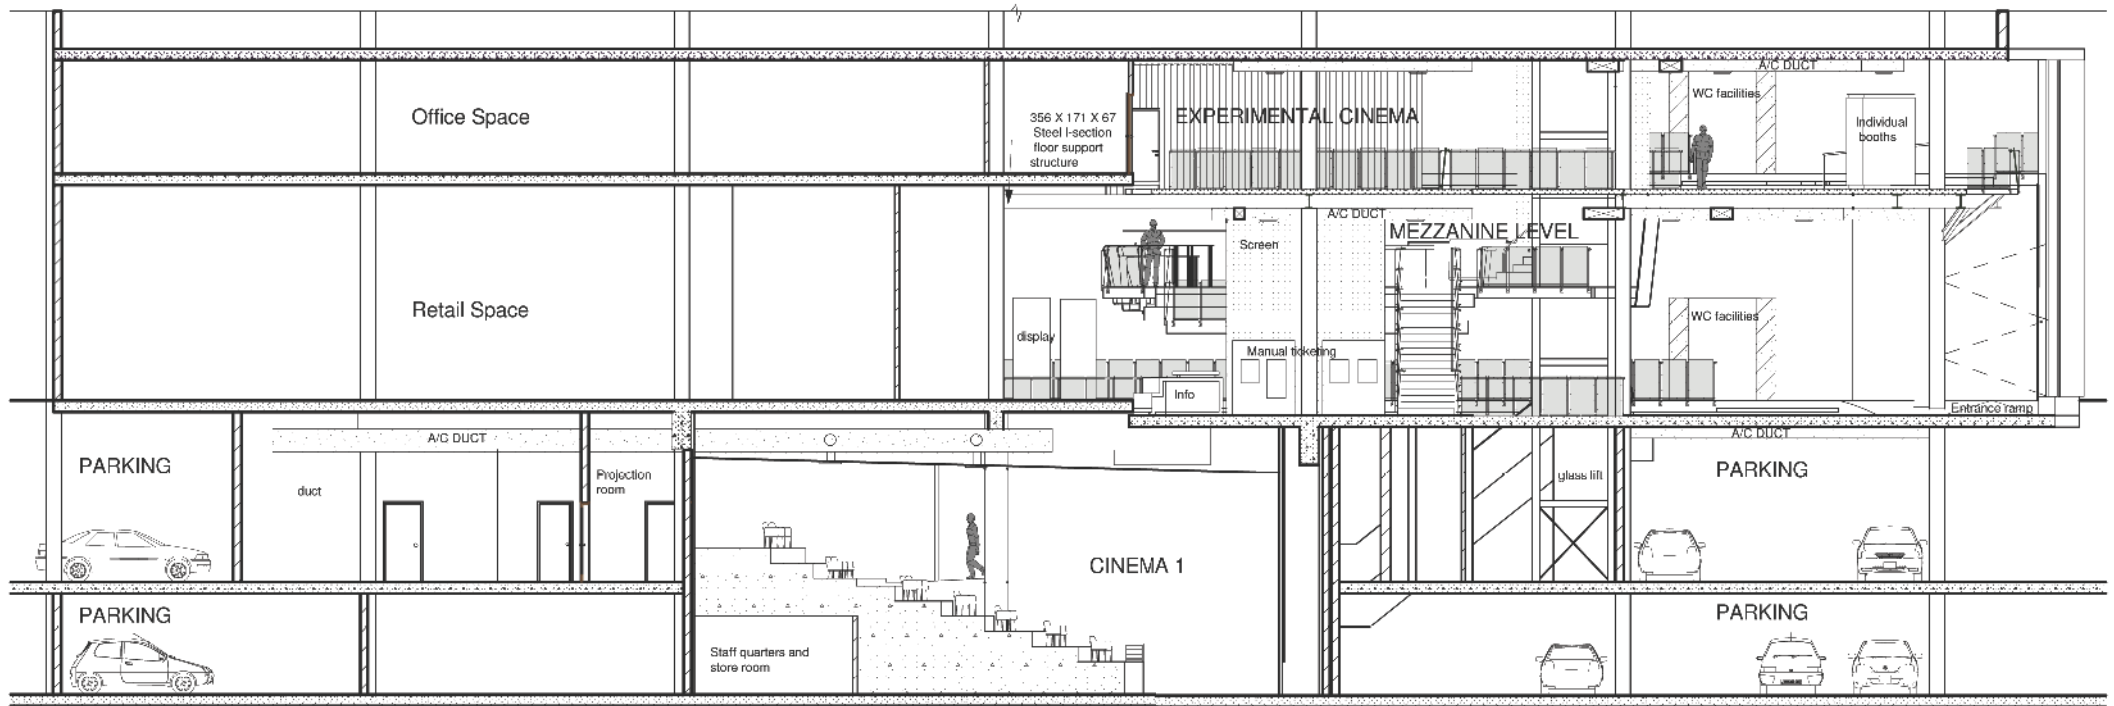 A/C DUCT
WC facilities
Office Space
356 X 171 X 67
Steel I-section
floor support
structure
EXPERIMENTAL CINEMA
Individual
booths
A/C DUCT
MEZZANINE LEVEL
Screen
Retail Space
WC facilities
display
Manual ticketing
Info
Entrance ramp
A/C DUCT
A/C DUCT
PARKING
Projection
room
duct
glass lift
PARKING
CINEMA 1
PARKING
PARKING
Staff quarters and
store room